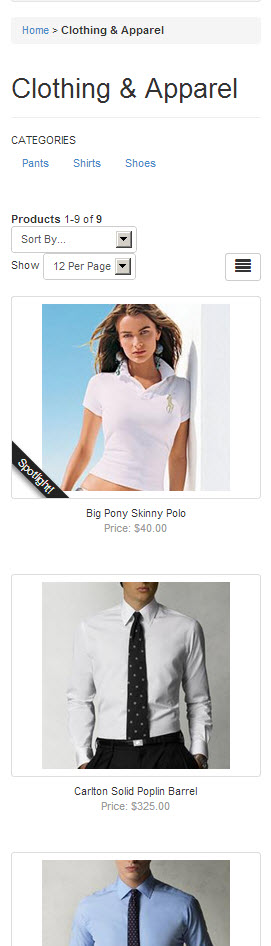 Home > Clothing & Apparel
Clothing & Apparel
CATEGORIES
Pants Shirts Shoes
Products 1-9 of 9
Sort By...
Show 12 Per Page
Spotlight!
Big Pony Skinny Polo
Price: $40.00
Carlton Solid Poplin Barrel
Price: $325.00